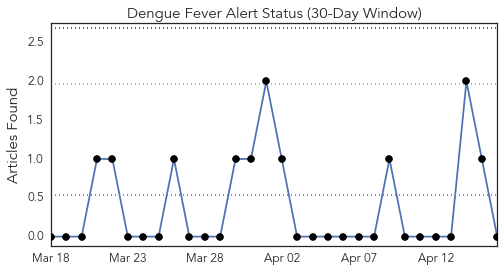 Dengue Fever Alert Status (30-Day Window)
Articles Found
2.5
2.0
1.5
1.0
0.5
0.0
Mar 18 Mar 23 Mar 28 Apr 02 Apr 07 Apr 12